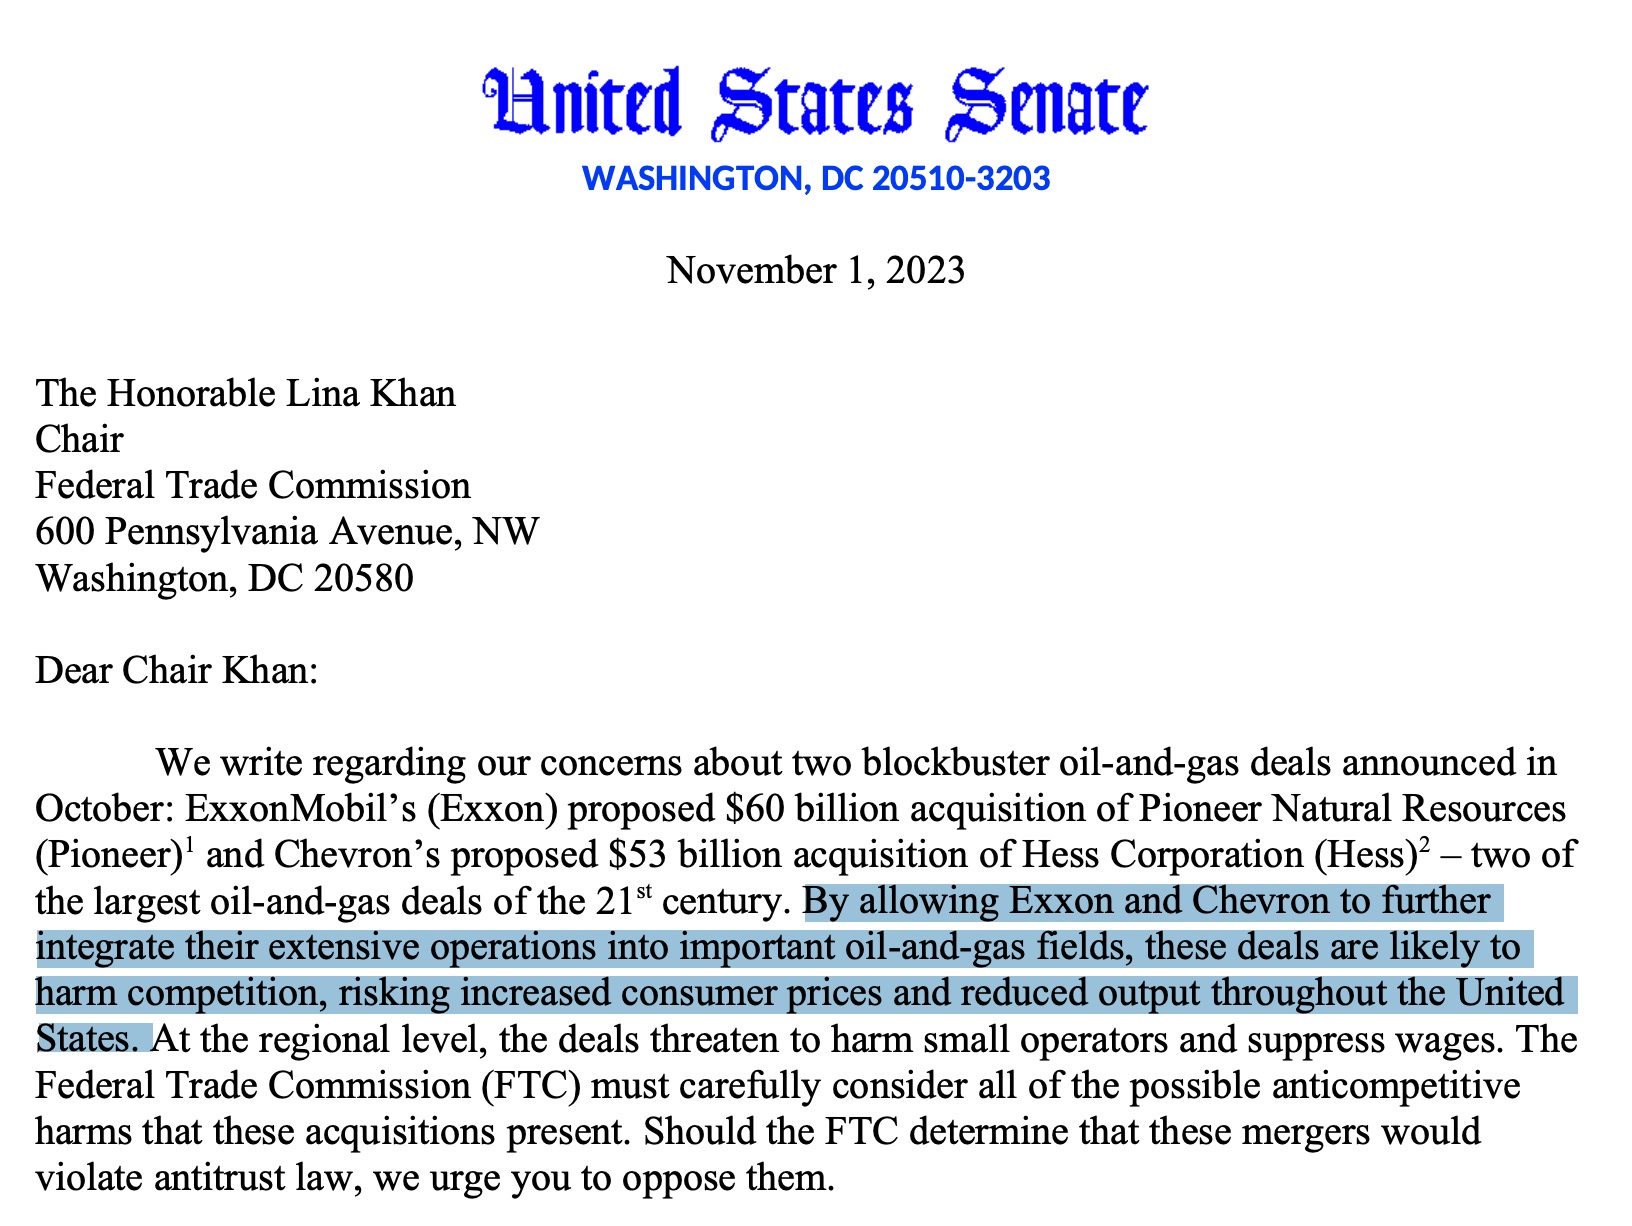 United States Senate
WASHINGTON, DC 20510-3203
November 1, 2023
The Honorable Lina Khan
Chair
Federal Trade Commission
600 Pennsylvania Avenue, NW
Washington, DC 20580
Dear Chair Khan:
We write regarding our concerns about two blockbuster oil-and-gas deals announced in
October: ExxonMobil’s (Exxon) proposed $60 billion acquisition of Pioneer Natural Resources
(Pioneer)¹ and Chevron’s proposed $53 billion acquisition of Hess Corporation (Hess)² – two of
the largest oil-and-gas deals of the 21st century. By allowing Exxon and Chevron to further
integrate their extensive operations into important oil-and-gas fields, these deals are likely to
harm competition, risking increased consumer prices and reduced output throughout the United
States. At the regional level, the deals threaten to harm small operators and suppress wages. The
Federal Trade Commission (FTC) must carefully consider all of the possible anticompetitive
harms that these acquisitions present. Should the FTC determine that these mergers would
violate antitrust law, we urge you to oppose them.